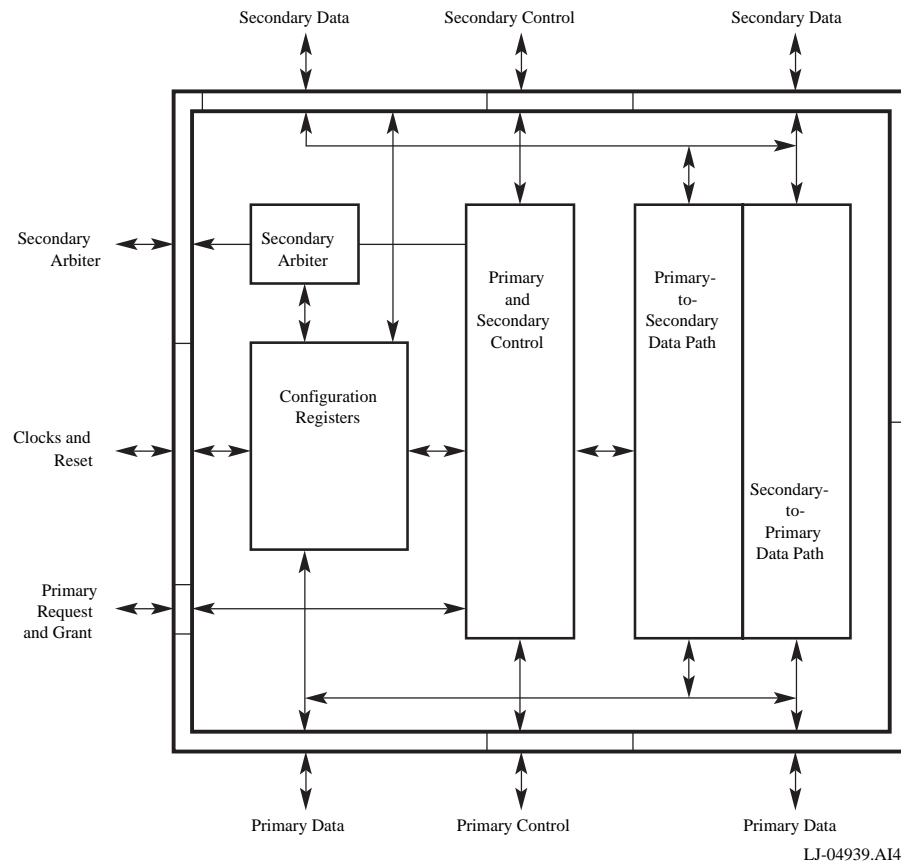 Secondary Data
Secondary Control
Secondary Data
Secondary
Arbiter
Secondary
Arbiter
Primary
and
Secondary
Control
Primary-
to-
Secondary
Data Path
Configuration
Registers
Clocks and
Reset
Secondary-
to-
Primary
Data Path
Primary
Request
and Grant
Primary Data
Primary Control
Primary Data
LJ-04939.AI4